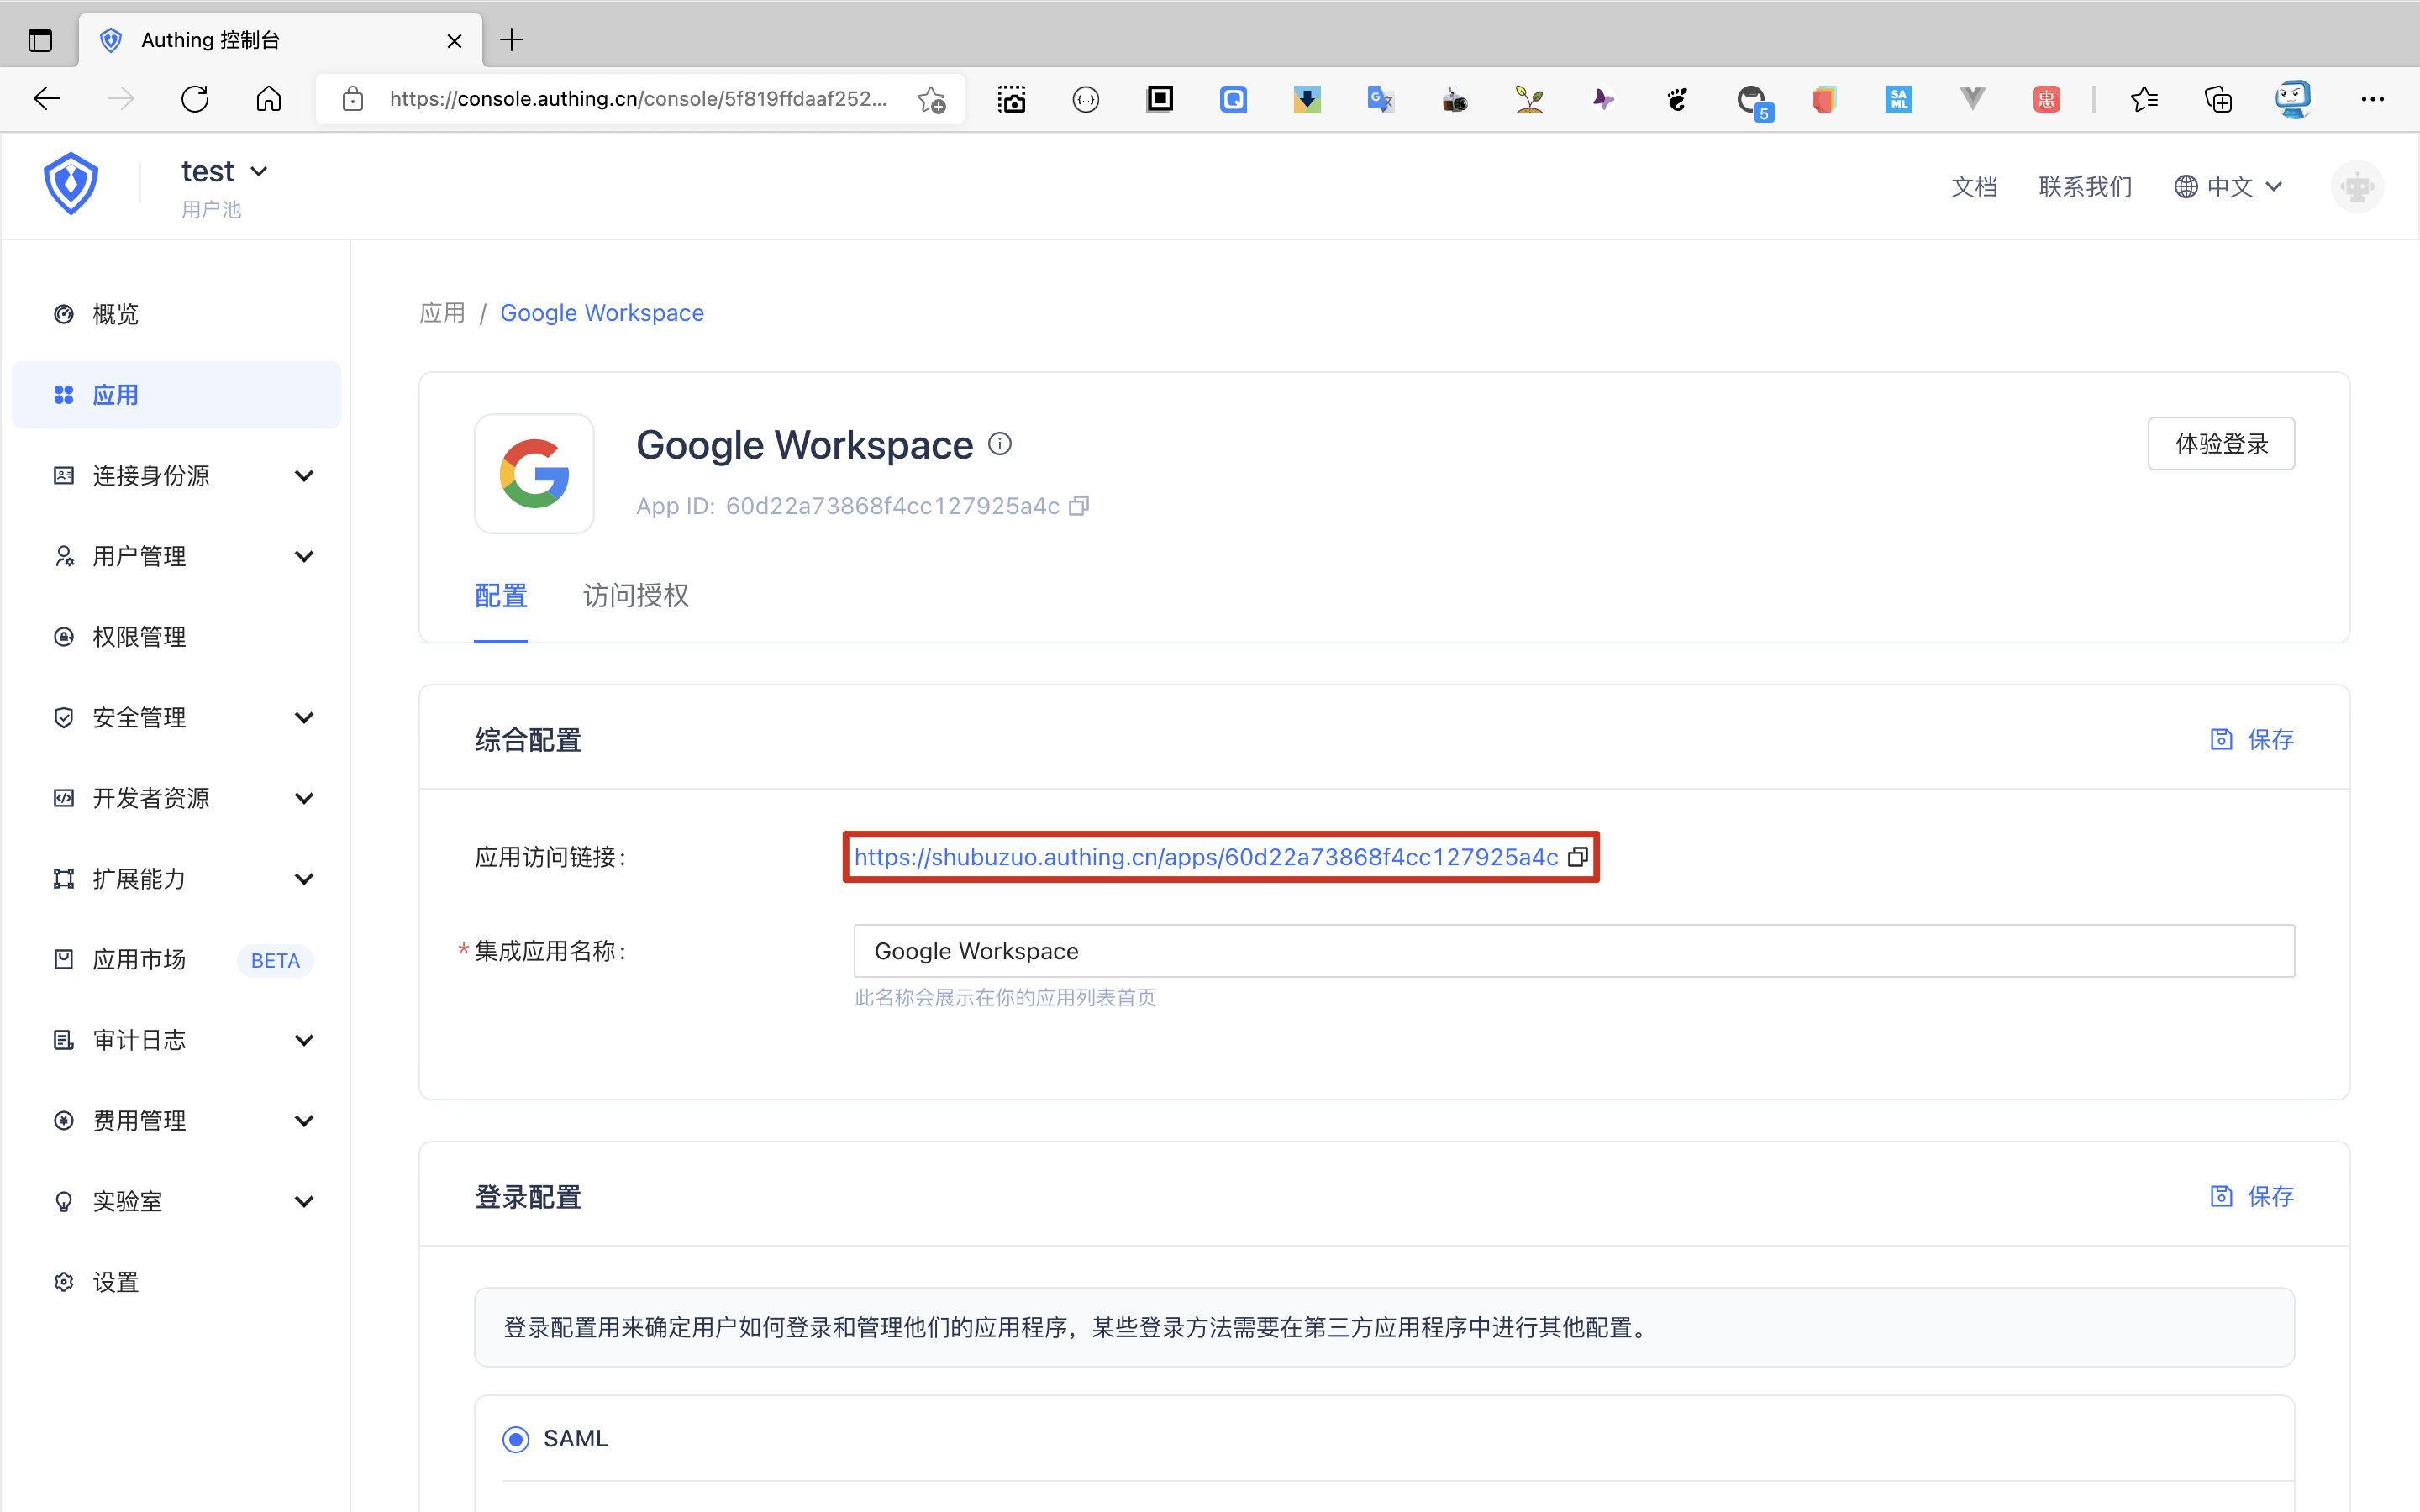 Authing 控制台
https://console.authing.cn/console/5f819ffdaaf252...
5
SA
ML
惠
test
用户池
文档
联系我们
中文
概览
应用
连接身份源
用户管理
权限管理
安全管理
开发者资源
扩展能力
应用市场 BETA
审计日志
费用管理
实验室
设置
应用 / Google Workspace
Google Workspace
体验登录
App ID: 60d22a73868f4cc127925a4c
配置
访问授权
综合配置
保存
应用访问链接:
https://shubuzuo.authing.cn/apps/60d22a73868f4cc127925a4c
* 集成应用名称:
Google Workspace
此名称会展示在你的应用列表首页
登录配置
保存
登录配置用来确定用户如何登录和管理他们的应用程序，某些登录方法需要在第三方应用程序中进行其他配置。
SAML